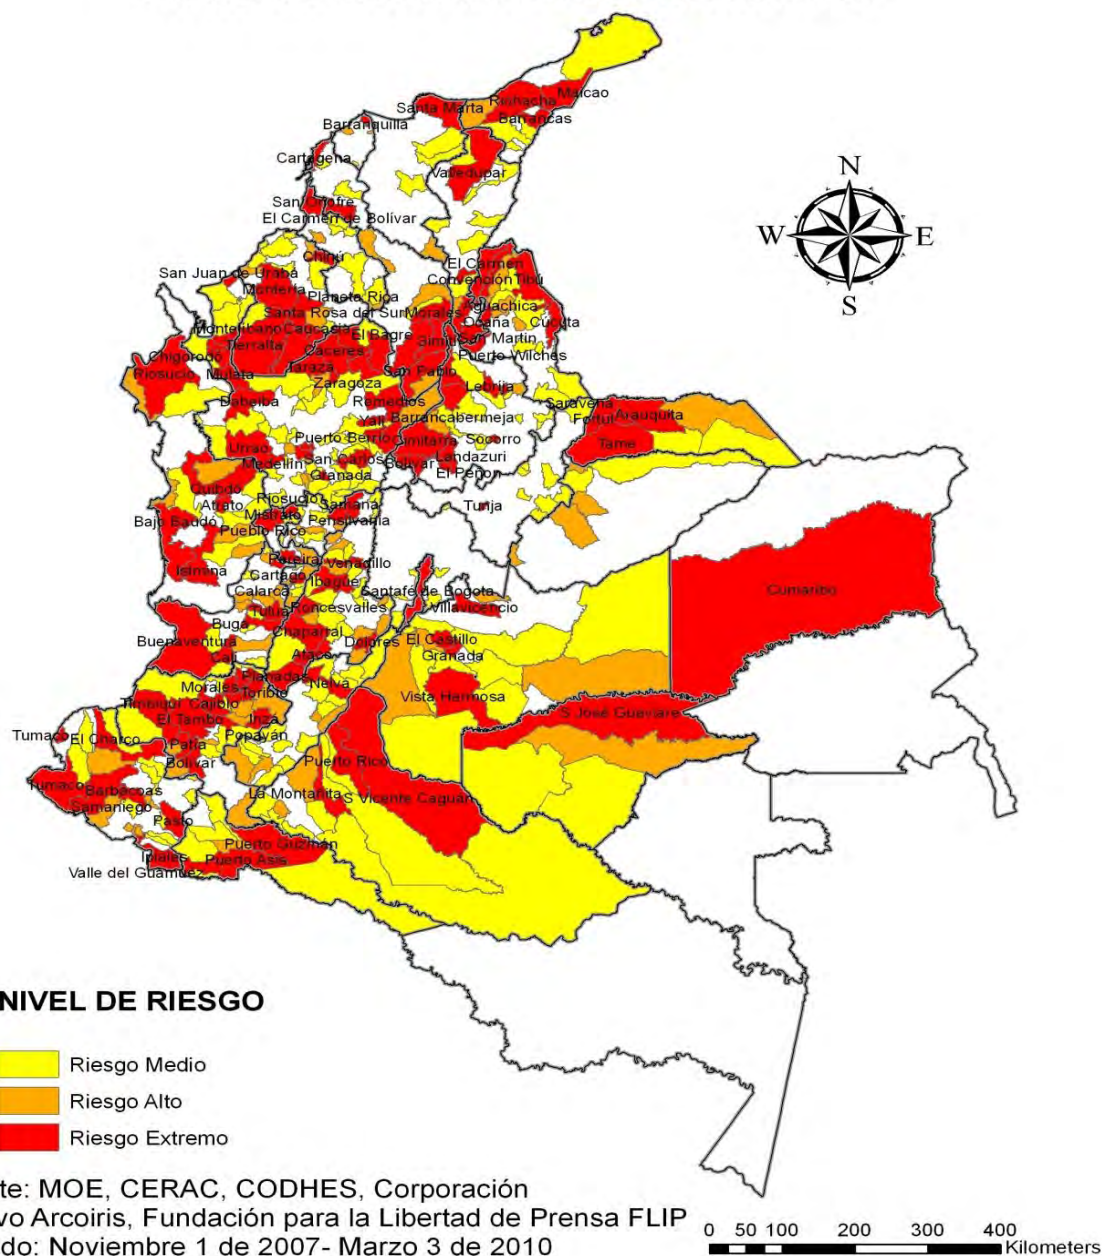 Maicao
Riohacha
Santa Marta
Barrancas
Barranquilla
Cartagena
Valledupar
San Onofre
El Carmen de Bolívar
N
W E
S
Chinú
El Carmen
San Juan de Urabá
Convención Tibú
Montería
Planeta Rica
Aguachica
Santa Rosa del Sur
Morales
Ocaña
Cúcuta
Montelíbano
Caucasia
El Bagre
Simití
San Martín
Tierralta
Puerto Wilches
Chigorodó
Cáceres
Riosucio
Mutatá
Tarazá
San Pablo
Zaragoza
Lebrija
Dabeiba
Remedios
Saravena
Yalí
Barrancabermeja
Fortul
Arauquita
Puerto Berrío
Cimitarra
Socorro
Tame
Urrao
Medellín
San Carlos
Bolívar
Landazuri
Granada
El Peñón
Quibdó
Riosucio
Atrato
Samaná
Tunja
Bajo Baudó
Mistrató
Pensilvania
Pueblo Rico
Istmina
Pereira
Venadillo
Cartago
Ibagué
Santafé de Bogota
Cumaribo
Calarca
Roncesvalles
Villavicencio
Tuluá
Buga
Chaparral
Buenaventura
Dolores
El Castillo
Cali
Ataco
Granada
Planadas
Morales
Toribío
Neiva
Vista Hermosa
Timbiquí
Cajibío
El Tambo
Inzá
S José Guaviare
Tumaco
El Charco
Popayán
Patía
Puerto Rico
Bolívar
Tumaco
Barbacoas
La Montañita
S Vicente Caguán
Samaniego
Pasto
Puerto Guzmán
Ipiales
Puerto Asís
Valle del Guamuez
NIVEL DE RIESGO
Riesgo Medio
Riesgo Alto
Riesgo Extremo
te: MOE, CERAC, CODHES, Corporación
vo Arcoiris, Fundación para la Libertad de Prensa FLIP
do: Noviembre 1 de 2007- Marzo 3 de 2010
0 50 100 200 300 400
Kilometers